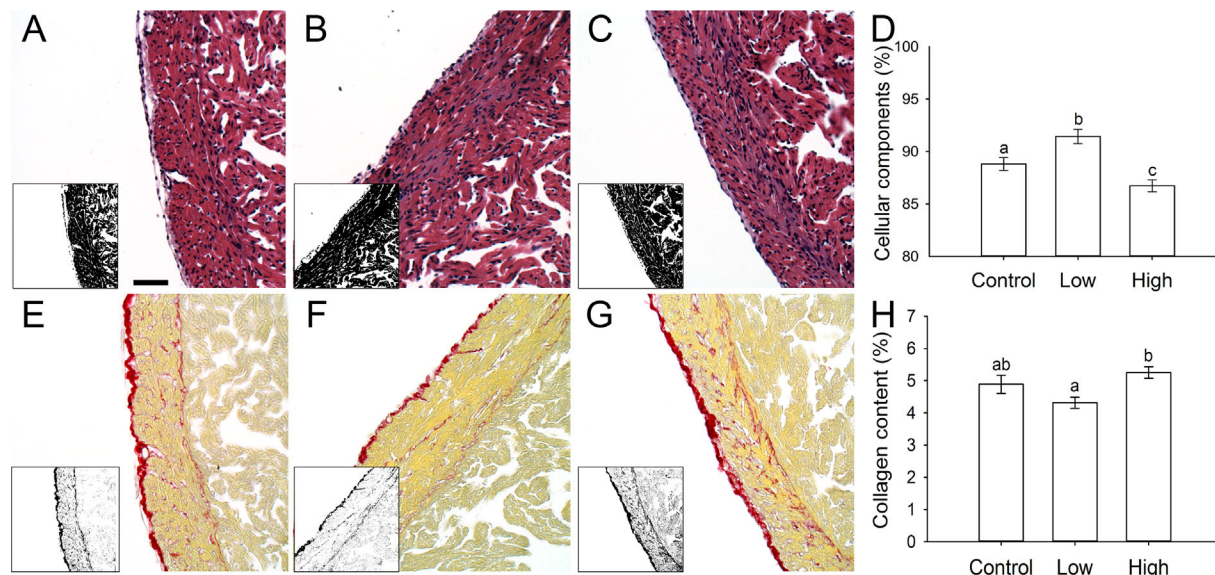 A
B
C
D
Cellular components (%)
100
95
90
85
80
a
b
c
Control Low High
E
F
G
H
Collagen content (%)
7
6
5
4
3
2
1
0
ab
a
b
Control Low High